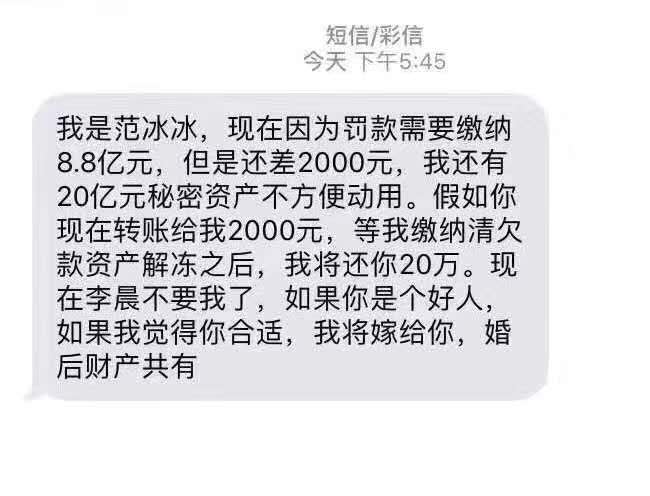 短信/彩信
今天 下午5:45
我是范冰冰，现在因为罚款需要缴纳
8.8亿元，但是还差2000元，我还有
20亿元秘密资产不方便动用。假如你
现在转账给我2000元，等我缴纳清欠
款资产解冻之后，我将还你20万。现
在李晨不要我了，如果你是个好人，
如果我觉得你合适，我将嫁给你，婚
后财产共有